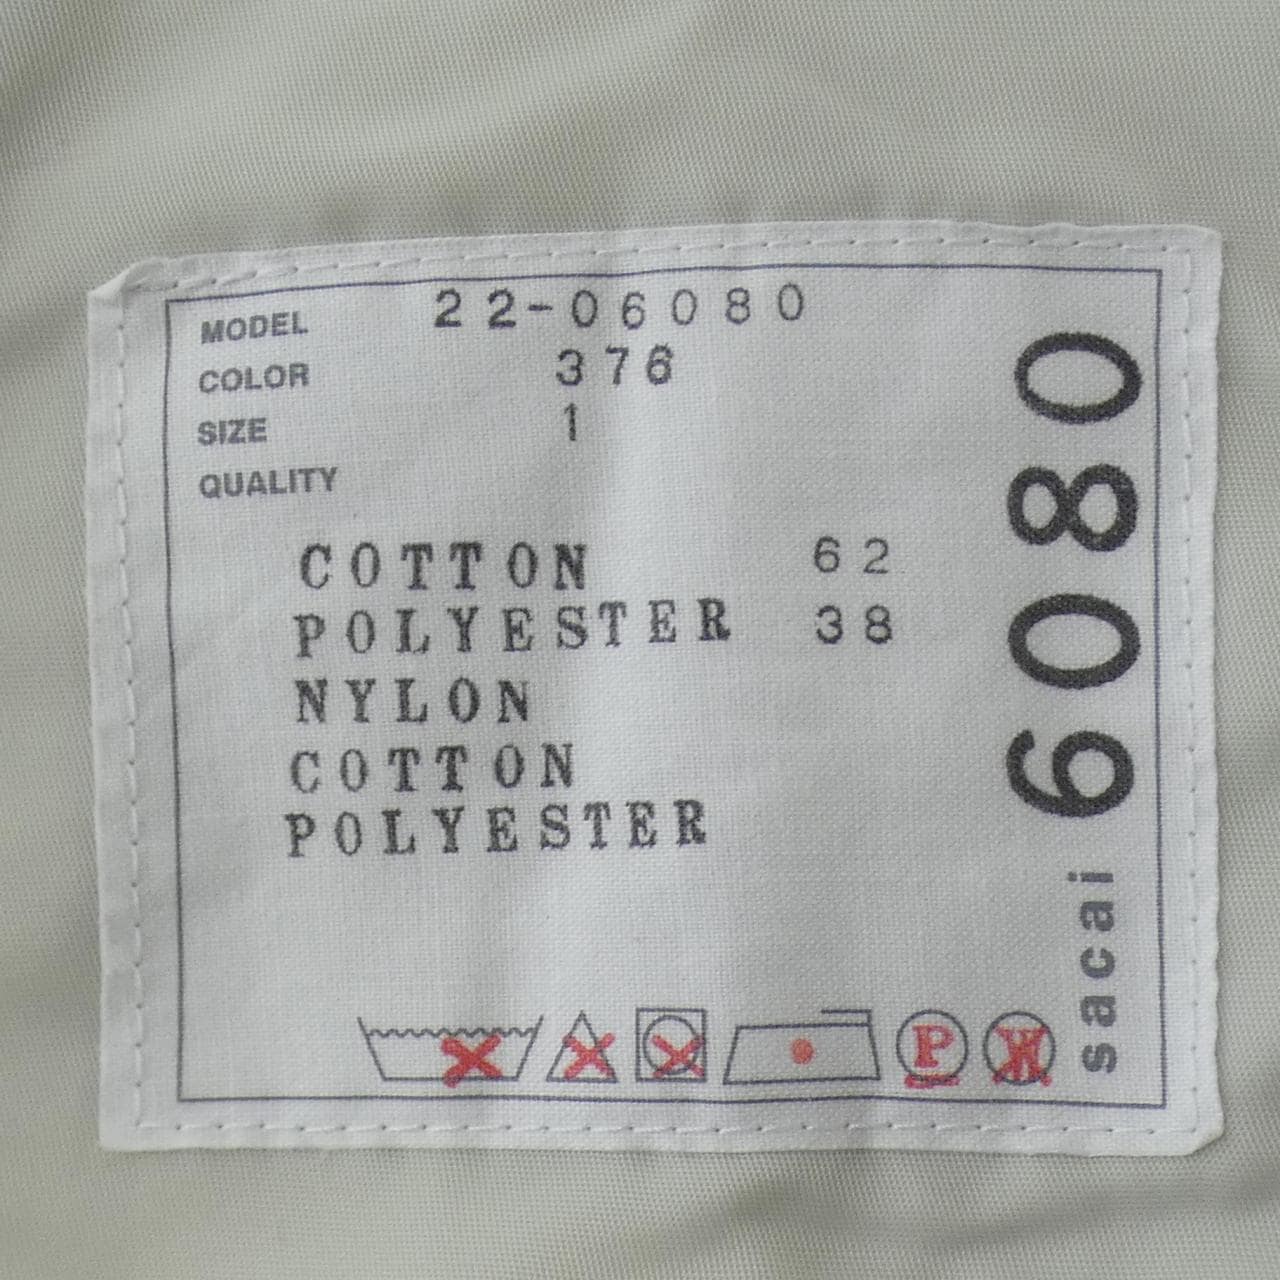 MODEL 22-06080
COLOR 376
SIZE 1
QUALITY
COTTON 62
POLYESTER 38
NYLON
COTTON
POLYESTER
P W
sacai 6080